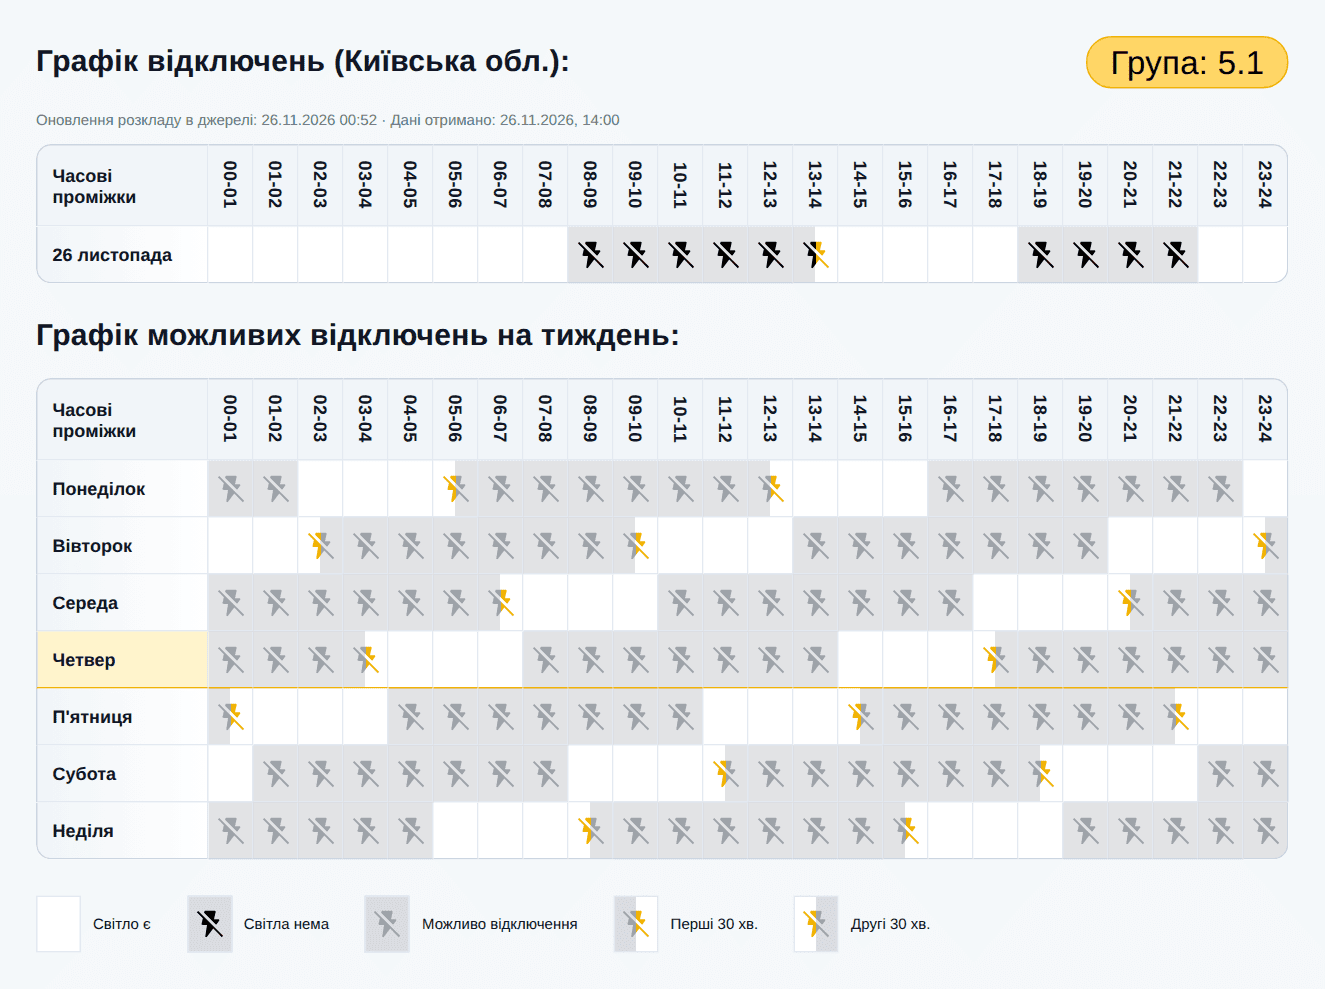 Графік відключень (Київська обл.):
Група: 5.1
Оновлення розкладу в джерелі: 26.11.2026 00:52 · Дані отримано: 26.11.2026, 14:00
Часові проміжки 00-01 01-02 02-03 03-04 04-05 05-06 06-07 07-08 08-09 09-10 10-11 11-12 12-13 13-14 14-15 15-16 16-17 17-18 18-19 19-20 20-21 21-22 22-23 23-24
26 листопада
Графік можливих відключень на тиждень:
Часові проміжки 00-01 01-02 02-03 03-04 04-05 05-06 06-07 07-08 08-09 09-10 10-11 11-12 12-13 13-14 14-15 15-16 16-17 17-18 18-19 19-20 20-21 21-22 22-23 23-24
Понеділок
Вівторок
Середа
Четвер
П'ятниця
Субота
Неділя
Світло є Світла нема Можливо відключення Перші 30 хв. Другі 30 хв.